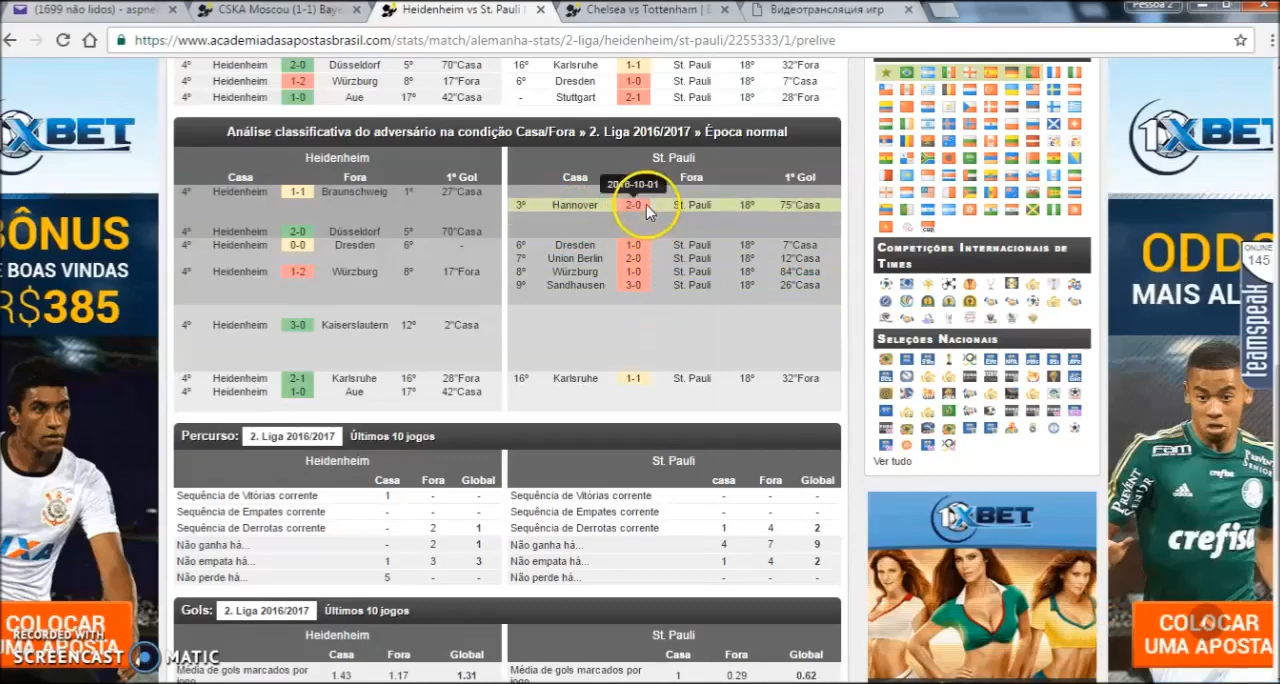 Pessoa 2
(1699 não lidos) - aspne
CSKA Moscou (1-1) Baye
Heidenheim vs St. Pauli |
Chelsea vs Tottenham | E
Видеотрансляция игр
https://www.academiadasapostasbrasil.com/stats/match/alemanha-stats/2-liga/heidenheim/st-pauli/2255333/1/prelive
4º Heidenheim 2-0 Düsseldorf 5º 70"Casa 16º Karlsruhe 1-1 St. Pauli 18º 32"Fora
4º Heidenheim 1-2 Würzburg 8º 17"Fora 6º Dresden 1-0 St. Pauli 18º 7"Casa
4º Heidenheim 1-0 Aue 17º 42"Casa - Stuttgart 2-1 St. Pauli 18º 28"Fora
Análise classificativa do adversário na condição Casa/Fora » 2. Liga 2016/2017 » Época normal
Heidenheim St. Pauli
Casa Fora 1º Gol Casa Fora 1º Gol
4º Heidenheim 1-1 Braunschweig 1º 27"Casa
3º Hannover 2-0 St. Pauli 18º 75"Casa
4º Heidenheim 2-0 Düsseldorf 5º 70"Casa
4º Heidenheim 0-0 Dresden 6º - 6º Dresden 1-0 St. Pauli 18º 7"Casa
7º Union Berlin 2-0 St. Pauli 18º 12"Casa
4º Heidenheim 1-2 Würzburg 8º 17"Fora 8º Würzburg 1-0 St. Pauli 18º 84"Casa
9º Sandhausen 3-0 St. Pauli 18º 26"Casa
4º Heidenheim 3-0 Kaiserslautern 12º 2"Casa
4º Heidenheim 2-1 Karlsruhe 16º 28"Fora 16º Karlsruhe 1-1 St. Pauli 18º 32"Fora
4º Heidenheim 1-0 Aue 17º 42"Casa
Percurso: 2. Liga 2016/2017 Últimos 10 jogos
Heidenheim St. Pauli
Casa Fora Global casa Fora Global
Sequência de Vitórias corrente 1 - - Sequência de Vitórias corrente - - -
Sequência de Empates corrente - - - Sequência de Empates corrente - - -
Sequência de Derrotas corrente - 2 1 Sequência de Derrotas corrente 1 4 2
Não ganha há... - 2 1 Não ganha há... 4 7 9
Não empata há... 1 3 3 Não empata há... 1 4 2
Não perde há... 5 - - Não perde há... - - -
Gols: 2. Liga 2016/2017 Últimos 10 jogos
Heidenheim St. Pauli
Casa Fora Global Casa Fora Global
Média de gols marcados por 1.43 1.17 1.31 Média de gols marcados por 1 0.29 0.62
Competições Internacionais de
Times
Seleções Nacionais
Ver tudo
1XBET
XBET
BÔNUS
E BOAS VINDAS
R$385
COLOCAR
RECORDED WITH
SCREENCAST MATIC
1XBET
ODD
MAIS AL
ONLINE
145
teamspeak
FAM
PREVENT
crefisa
COLOCAR
UMA APOSTA